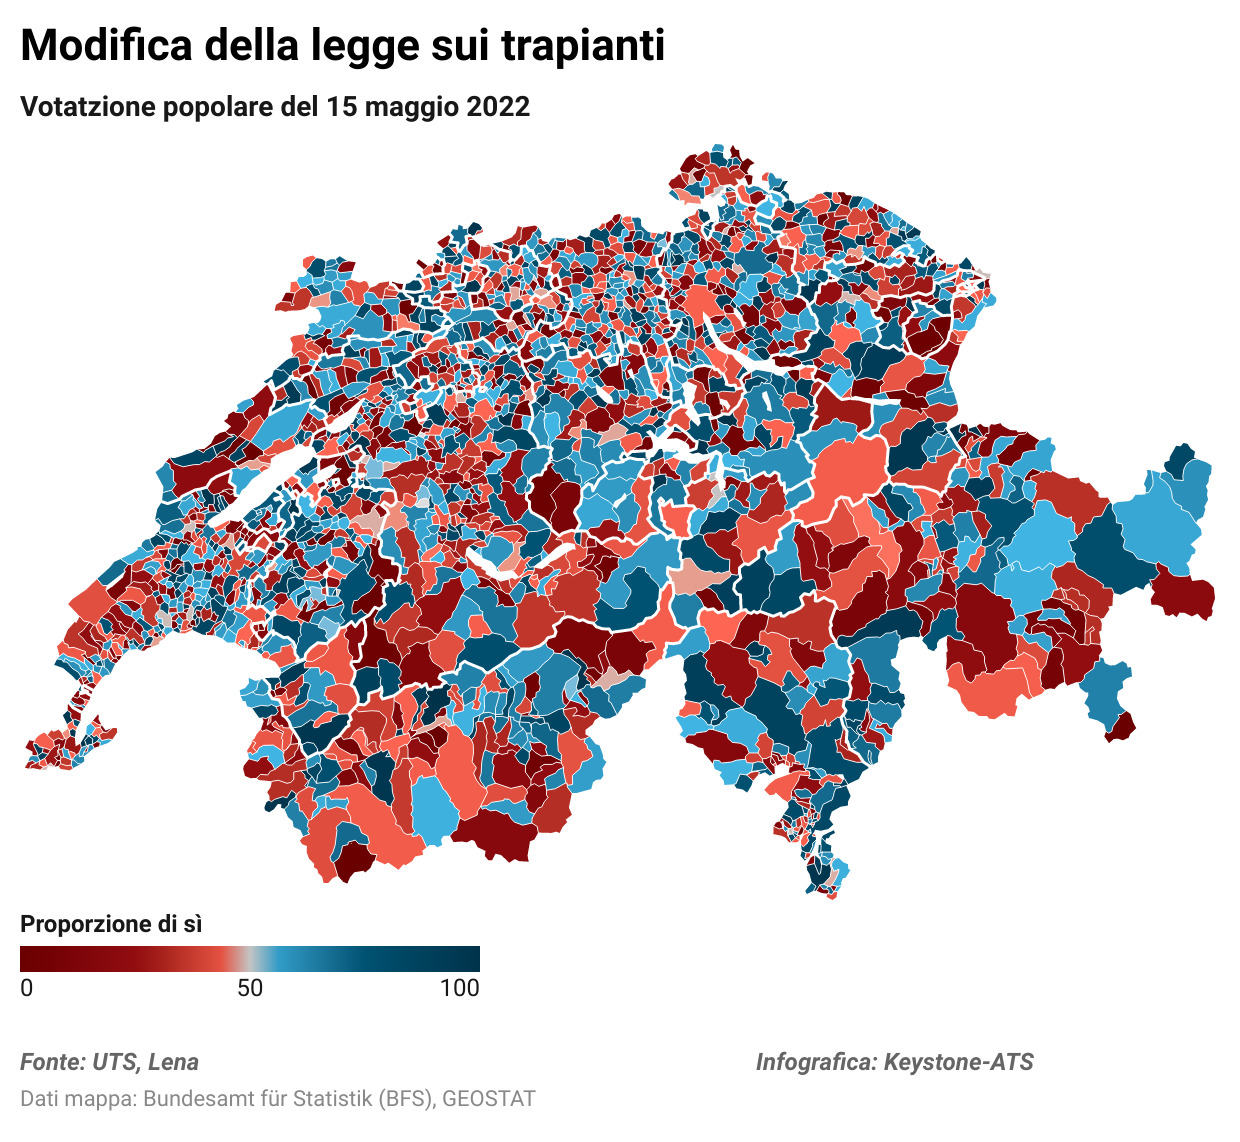 Modifica della legge sui trapianti
Votatzione popolare del 15 maggio 2022
Proporzione di sì
0 50 100
Fonte: UTS, Lena Infografica: Keystone-ATS
Dati mappa: Bundesamt für Statistik (BFS), GEOSTAT